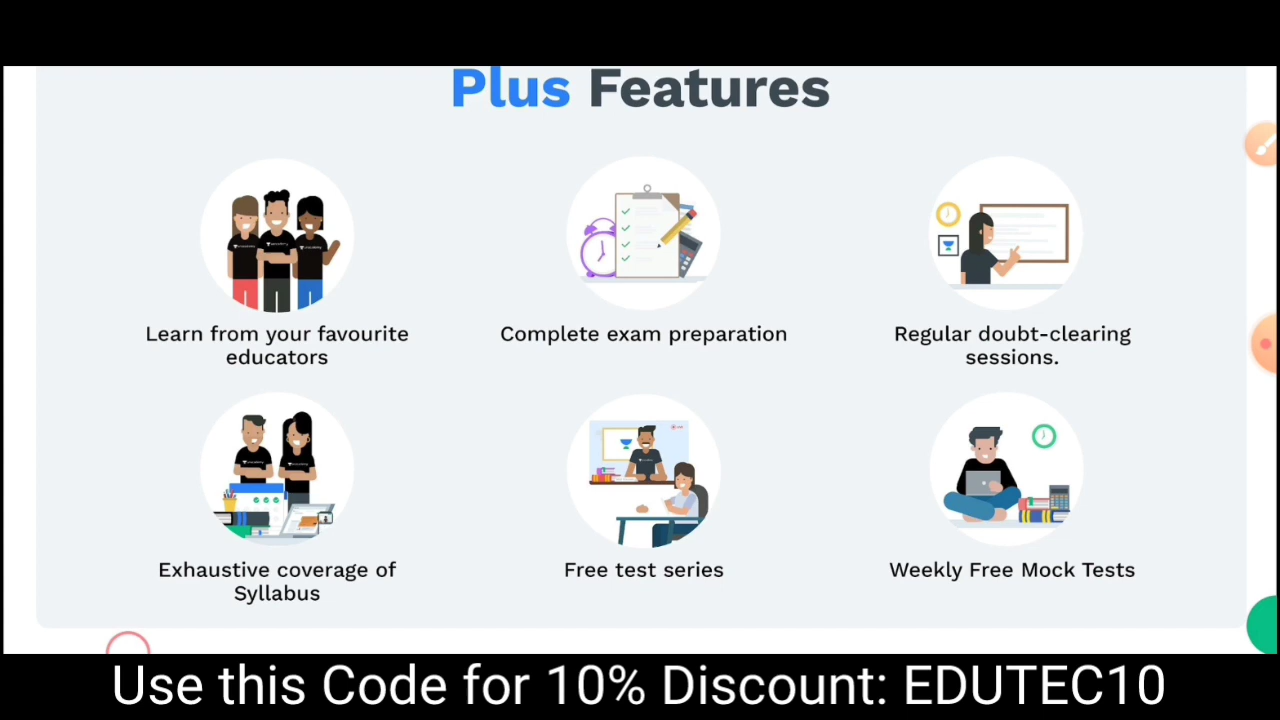 Plus Features
Learn from your favourite
educators
Complete exam preparation
Regular doubt-clearing
sessions.
Exhaustive coverage of
Syllabus
Free test series
Weekly Free Mock Tests
Use this Code for 10% Discount: EDUTEC10